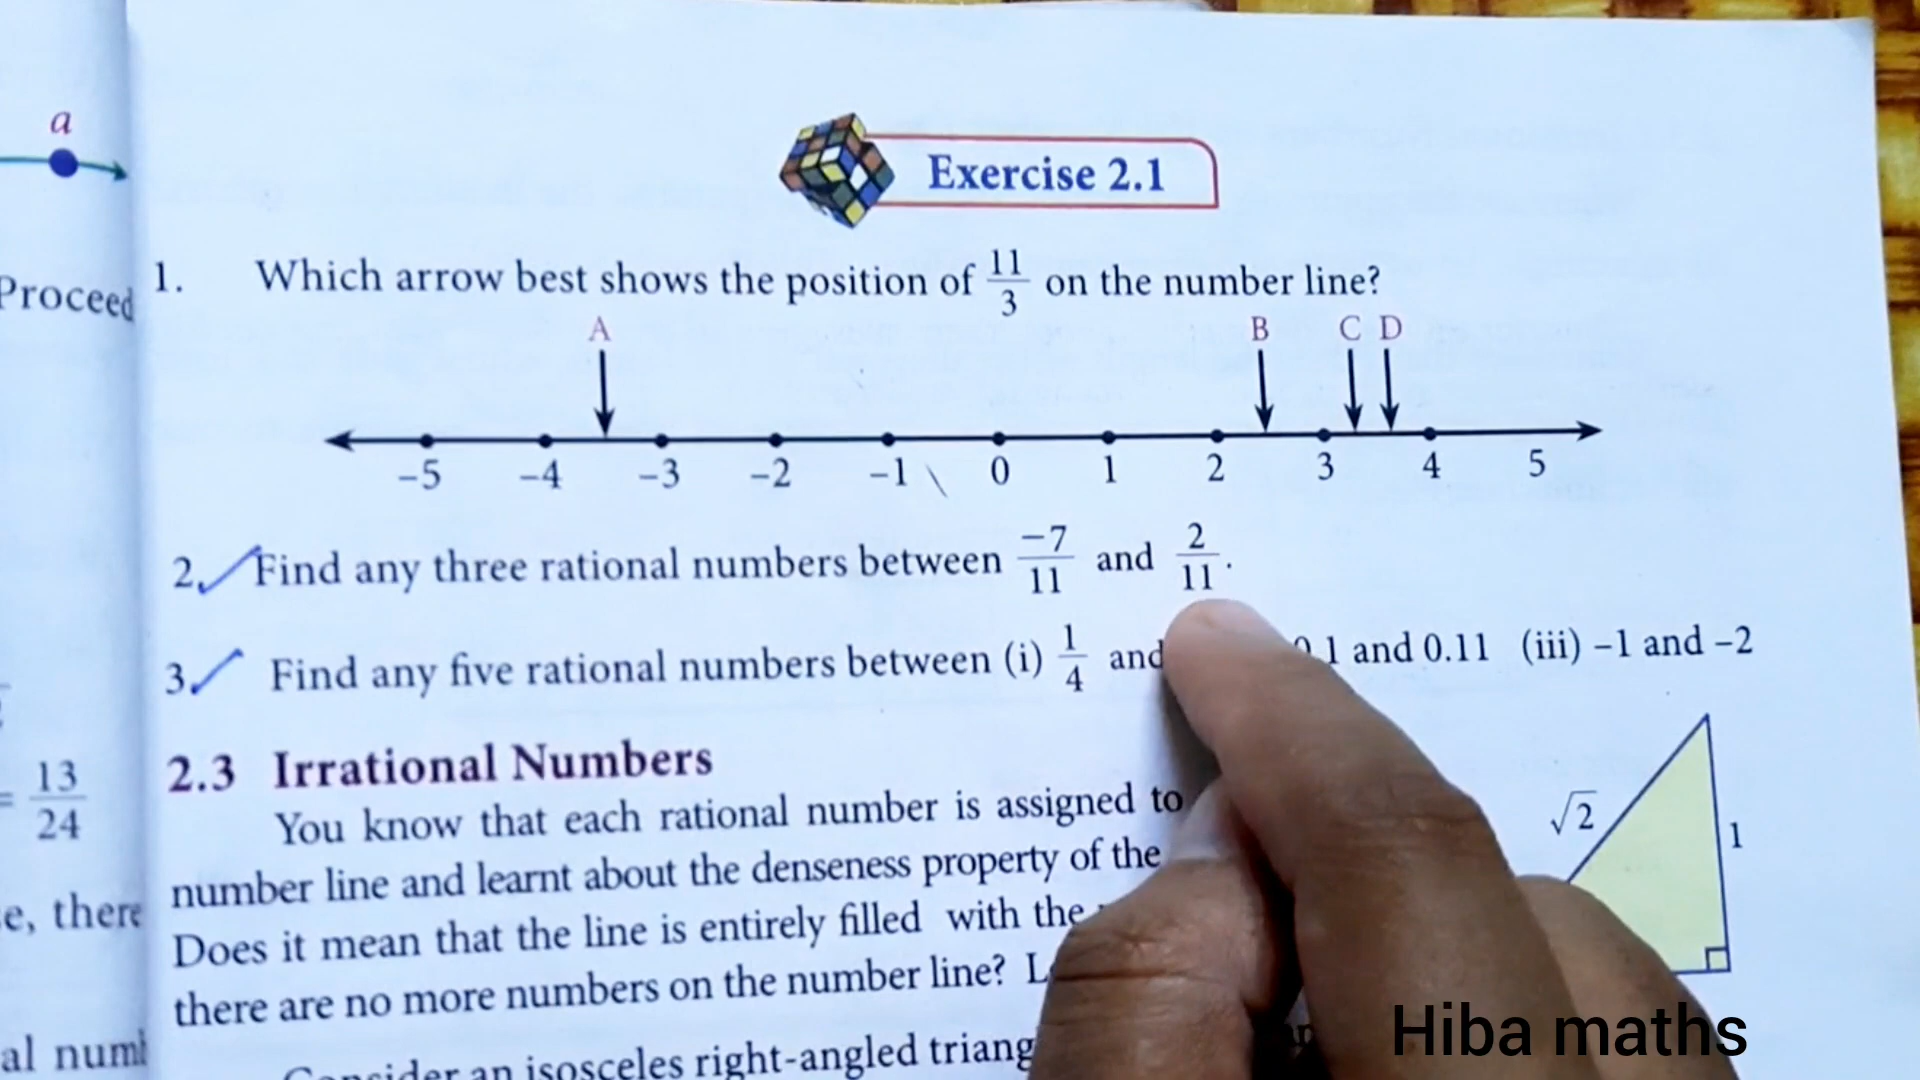 a
Exercise 2.1
Proceed
1. Which arrow best shows the position of 11/3 on the number line?
A B C D
-5 -4 -3 -2 -1 0 1 2 3 4 5
2. Find any three rational numbers between -7/11 and 2/11.
3. Find any five rational numbers between (i) 1/4 and 0.1 and 0.11 (iii) -1 and -2
2.3 Irrational Numbers
= 13/24
You know that each rational number is assigned to
√2
1
number line and learnt about the denseness property of the
e, there
Does it mean that the line is entirely filled with the
there are no more numbers on the number line?
al numb
Consider an isosceles right-angled triang
Hiba maths